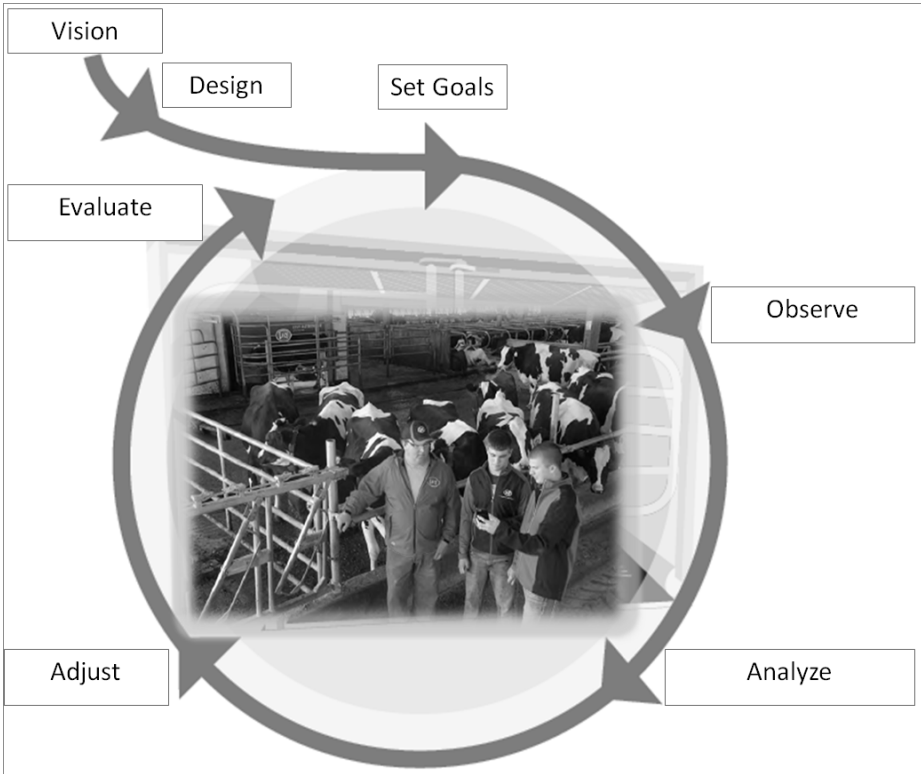 Vision
Design
Set Goals
Evaluate
Observe
Adjust
Analyze